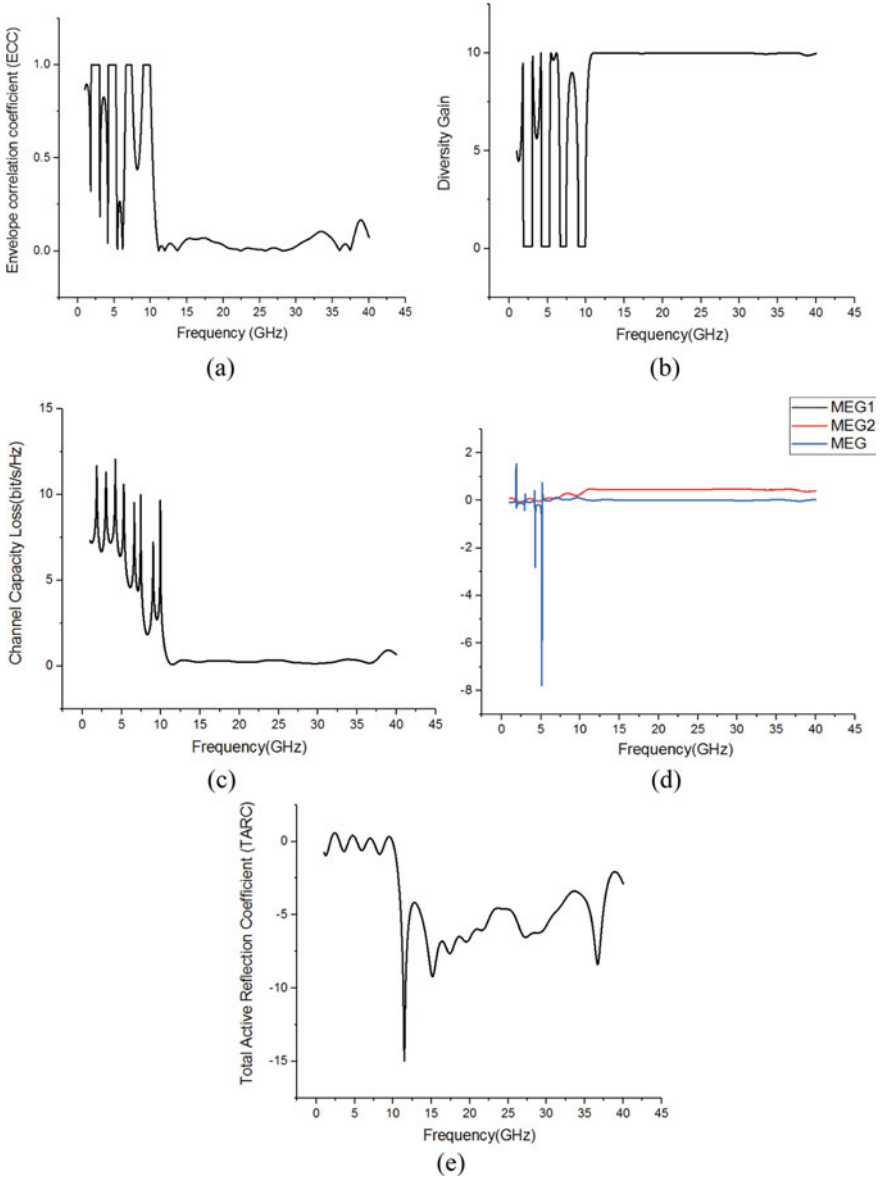 Envelope correlation coefficient (ECC)
1.0
0.5
0.0
0 5 10 15 20 25 30 35 40 45
Frequency (GHz)
(a)
Diversity Gain
10
5
0
0 5 10 15 20 25 30 35 40 45
Frequency(GHz)
(b)
Channel Capacity Loss(bit/s/Hz)
15
10
5
0
0 5 10 15 20 25 30 35 40 45
Frequency(GHz)
(c)
MEG1
MEG2
MEG
2
0
-2
-4
-6
-8
0 5 10 15 20 25 30 35 40 45
Frequency(GHz)
(d)
Total Active Reflection Coefficient (TARC)
0
-5
-10
-15
0 5 10 15 20 25 30 35 40 45
Frequency(GHz)
(e)